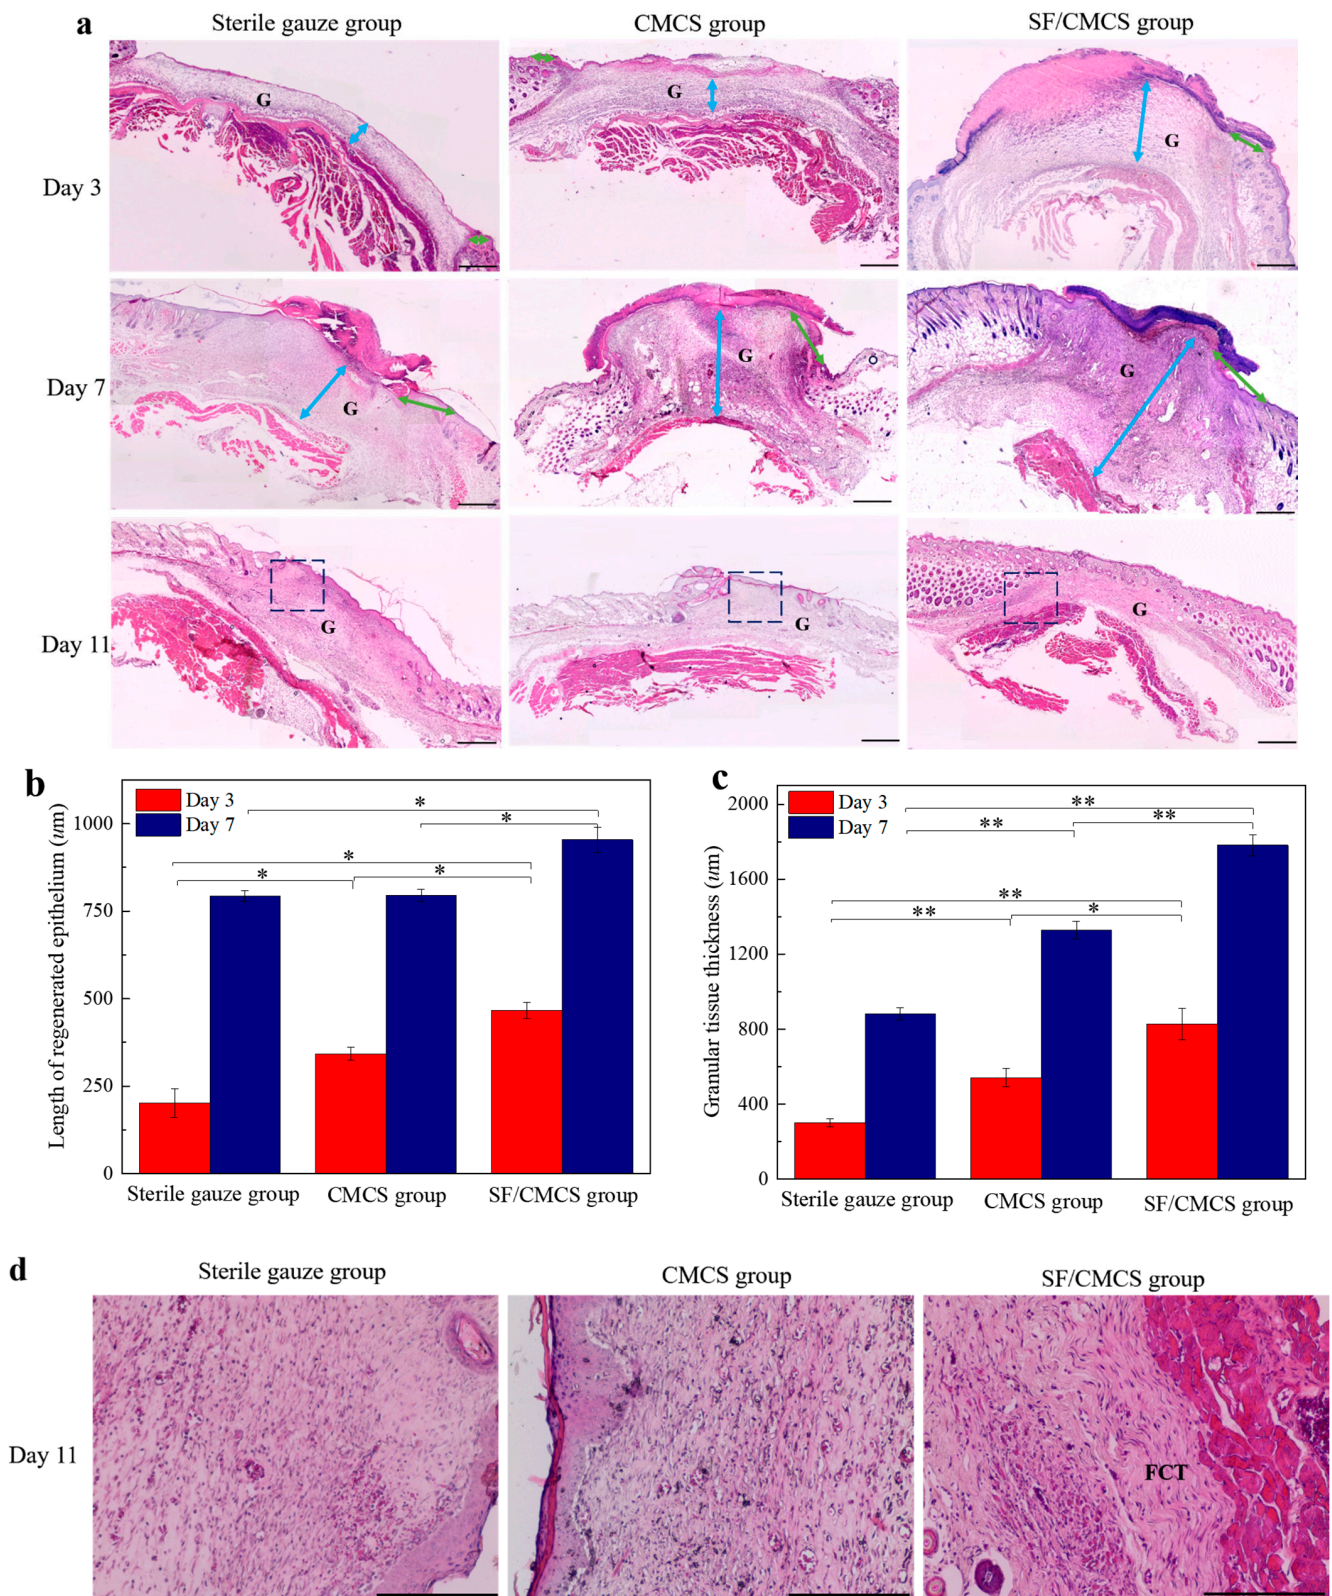 a
Sterile gauze group
CMCS group
SF/CMCS group
Day 3
G
G
G
Day 7
G
G
G
Day 11
G
G
G
b
Day 3
Day 7
*
*
*
*
*
Length of regenerated epithelium (um)
1000
750
500
250
0
Sterile gauze group
CMCS group
SF/CMCS group
c
Day 3
Day 7
**
**
**
**
**
*
Granular tissue thickness (um)
2000
1600
1200
800
400
0
Sterile gauze group
CMCS group
SF/CMCS group
d
Sterile gauze group
CMCS group
SF/CMCS group
Day 11
FCT